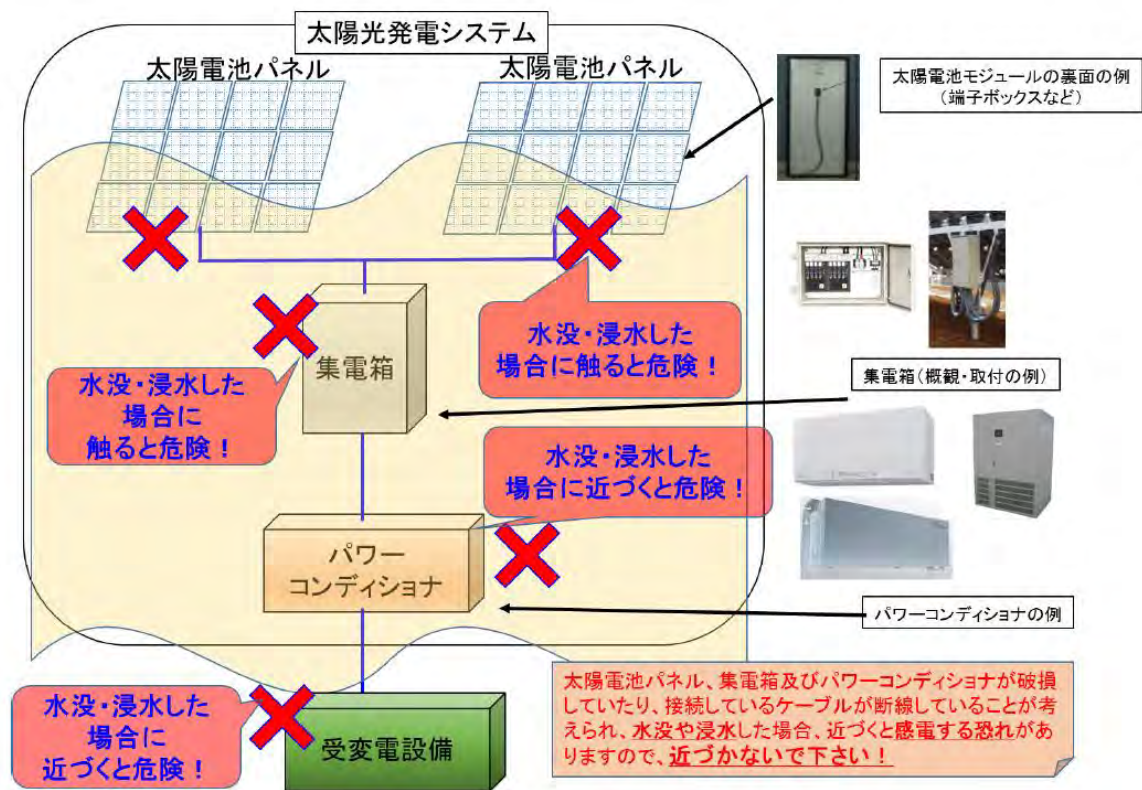 太陽光発電システム
太陽電池パネル
太陽電池パネル
太陽電池モジュールの裏面の例
(端子ボックスなど)
水没・浸水した
場合に触ると危険！
集電箱
水没・浸水した
場合に
触ると危険！
集電箱(概観・取付の例)
水没・浸水した
場合に近づくと危険！
パワー
コンディショナ
パワーコンディショナの例
水没・浸水した
場合に
近づくと危険！
受変電設備
太陽電池パネル、集電箱及びパワーコンディショナが破損
していたり、接続しているケーブルが断線していることが考
えられ、水没や浸水した場合、近づくと感電する恐れがあ
りますので、近づかないで下さい！